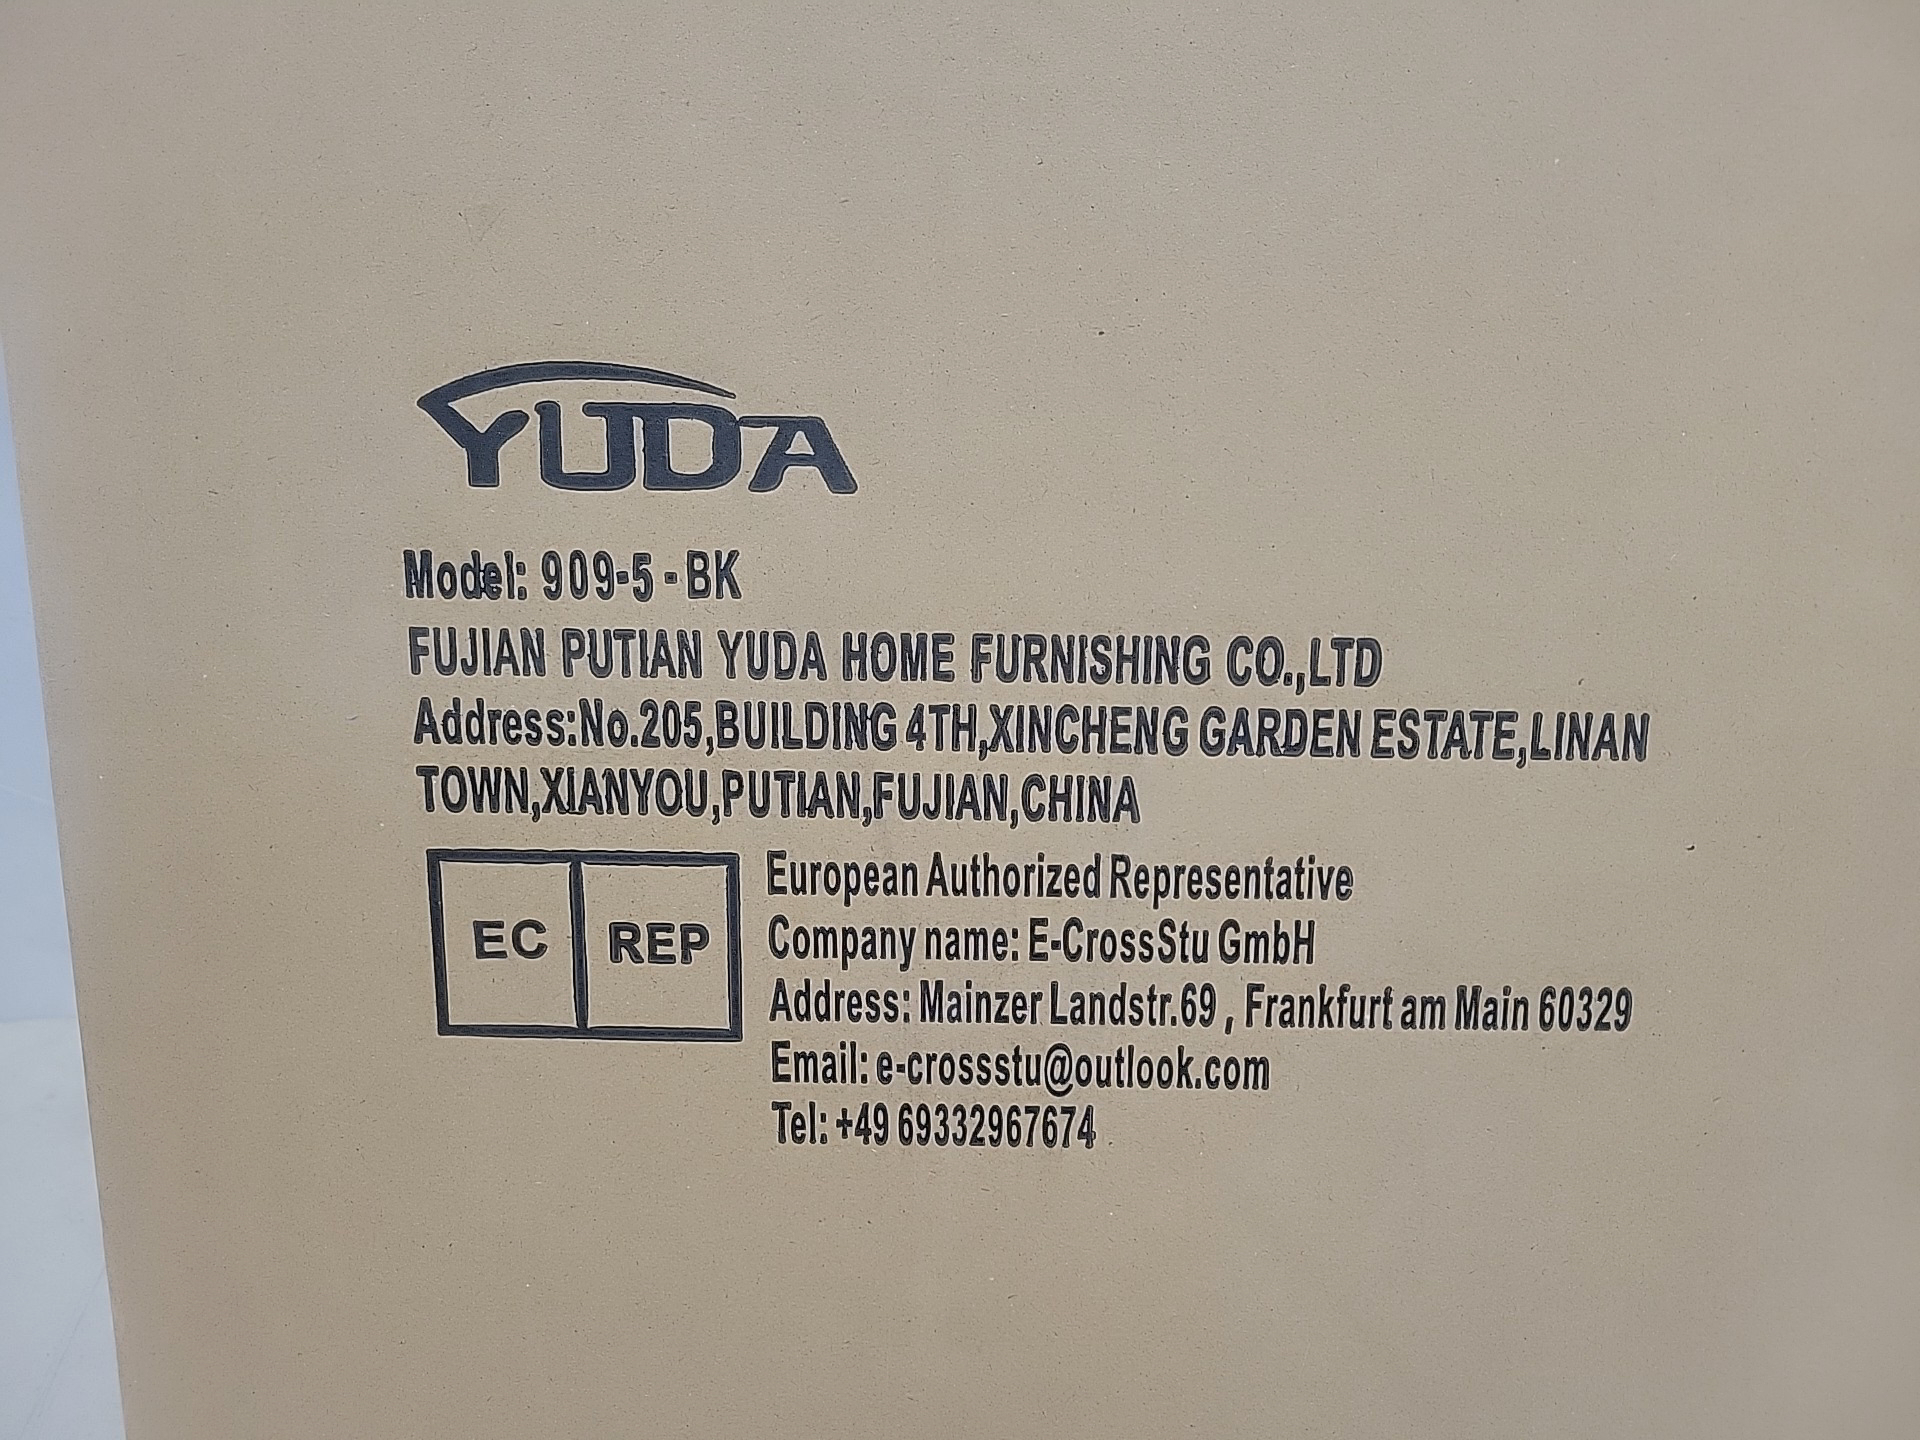 YUDA
Model: 909-5-BK
FUJIAN PUTIAN YUDA HOME FURNISHING CO.,LTD
Address:No.205,BUILDING 4TH,XINCHENG GARDEN ESTATE,LINAN
TOWN,XIANYOU,PUTIAN,FUJIAN,CHINA
EC REP
European Authorized Representative
Company name: E-CrossStu GmbH
Address: Mainzer Landstr.69 , Frankfurt am Main 60329
Email: e-crossstu@outlook.com
Tel: +49 69332967674